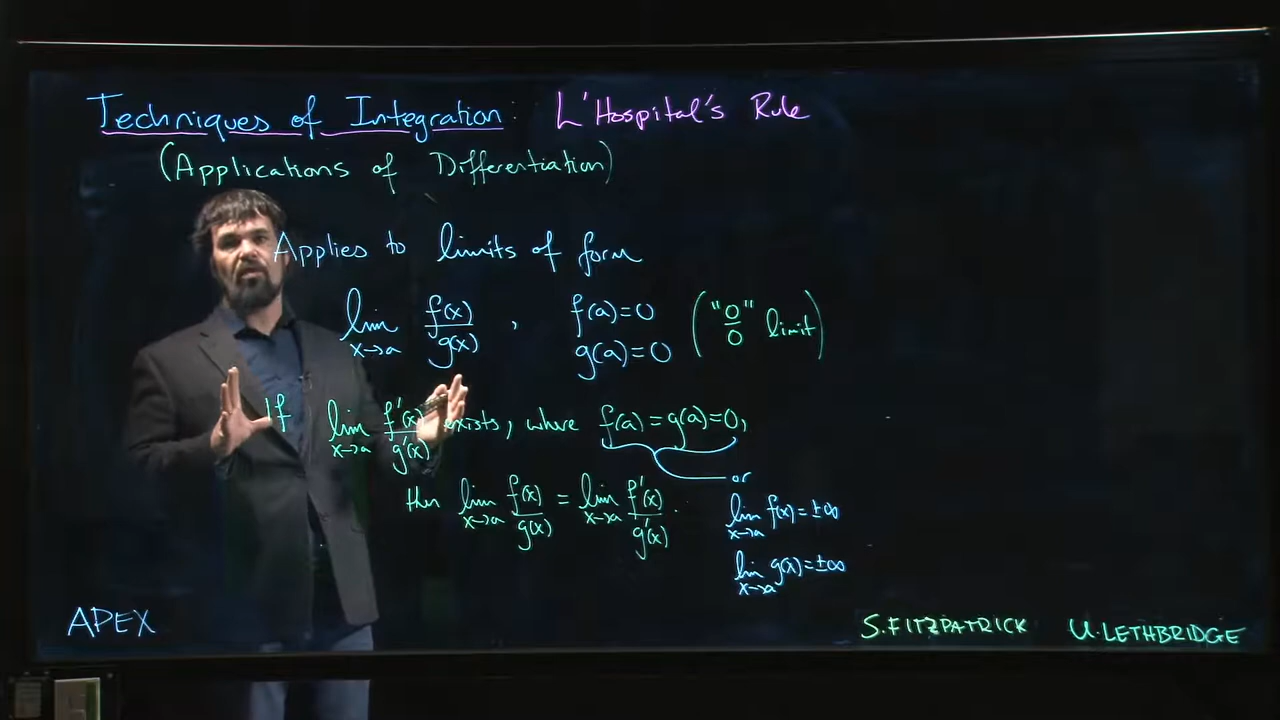 Techniques of Integration: L'Hospital's Rule
(Applications of Differentiation)
Applies to limits of form
lim x→a f(x)/g(x) , f(a)=0 g(a)=0 ("0/0" limit)
If lim x→a f'(x)/g'(x) exists, where f(a)=g(a)=0,
or
then lim x→a f(x)/g(x) = lim x→a f'(x)/g'(x).
lim x→a f(x)=±∞
lim x→a g(x)=±∞
APEX
S.FITZPATRICK U.LETHBRIDGE